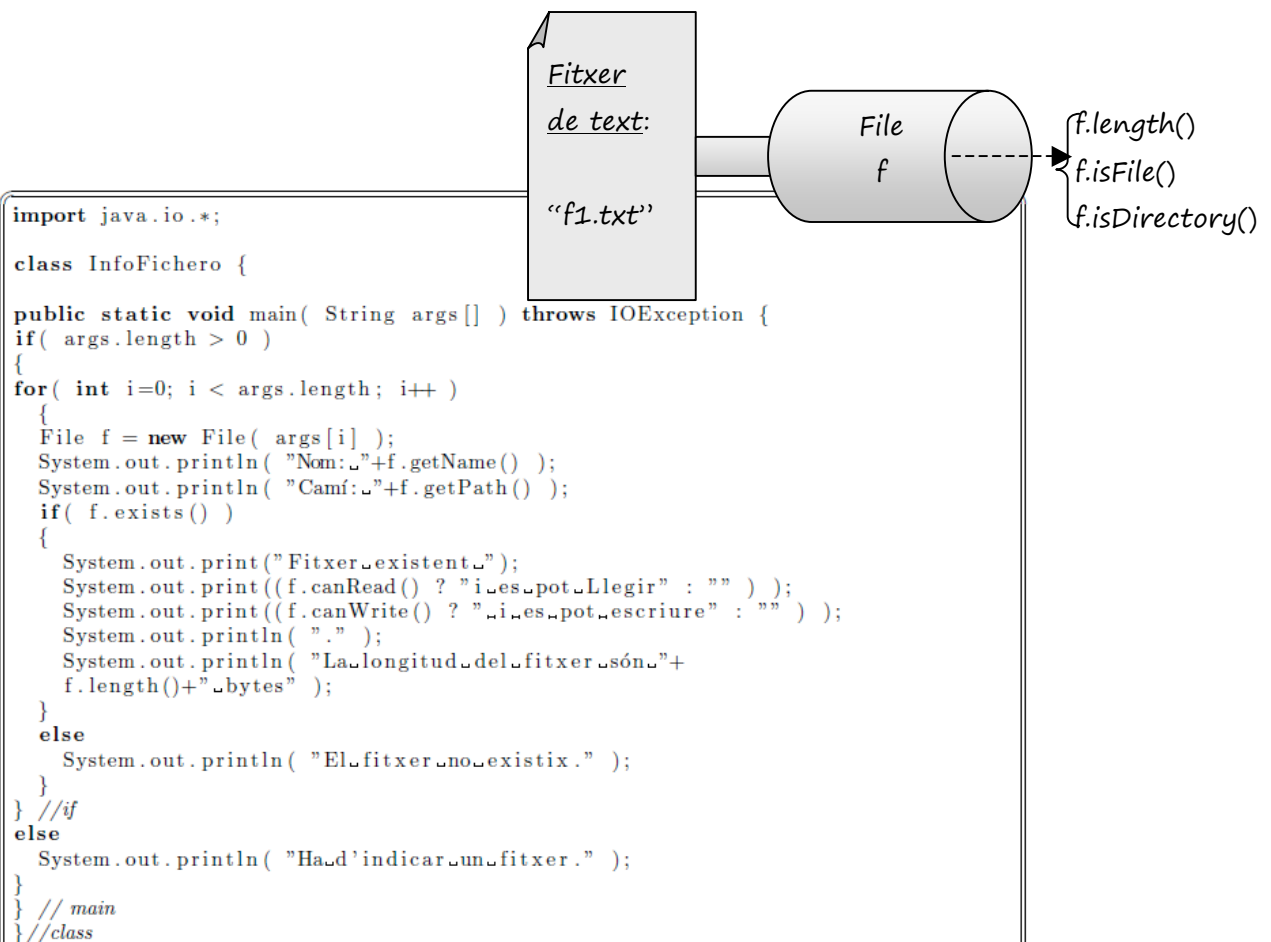 Fitxer
de text:
“f1.txt”
File
f
f.length()
f.isFile()
f.isDirectory()
import java.io.*;
class InfoFichero {
public static void main( String args[] ) throws IOException {
if( args.length > 0 )
{
for( int i=0; i < args.length; i++ )
{
File f = new File( args[i] );
System.out.println( "Nom:␣"+f.getName() );
System.out.println( "Camí:␣"+f.getPath() );
if( f.exists() )
{
System.out.print("Fitxer␣existent␣");
System.out.print((f.canRead() ? "i␣es␣pot␣Llegir" : "" ) );
System.out.print((f.canWrite() ? "␣i␣es␣pot␣escriure" : "" ) );
System.out.println( "." );
System.out.println( "La␣longitud␣del␣fitxer␣són␣"+
f.length()+"␣bytes" );
}
else
System.out.println( "El␣fitxer␣no␣existix." );
}
} //if
else
System.out.println( "Ha␣d'indicar␣un␣fitxer." );
}
} // main
}//class